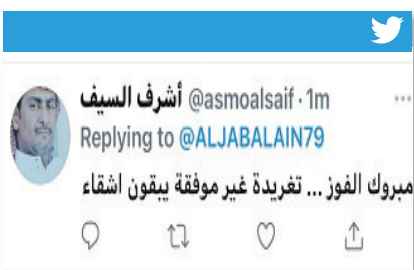 أشرف السيف @asmoalsaif · 1m
Replying to @ALJABALAIN79
مبروك الفوز ... تغريدة غير موفقة يبقون اشقاء